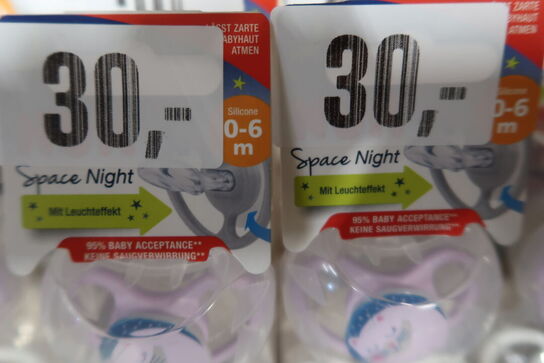 LÄSST ZARTE
BABYHAUT
ATMEN
30,-
Silicone
0-6
m
Space Night
Mit Leuchteffekt
95% BABY ACCEPTANCE**
KEINE SAUGVERWIRRUNG**
30,-
Silicone
0-6
m
Space Night
Mit Leuchteffekt
95% BABY ACCEPTANCE**
KEINE SAUGVERWIRRUNG**